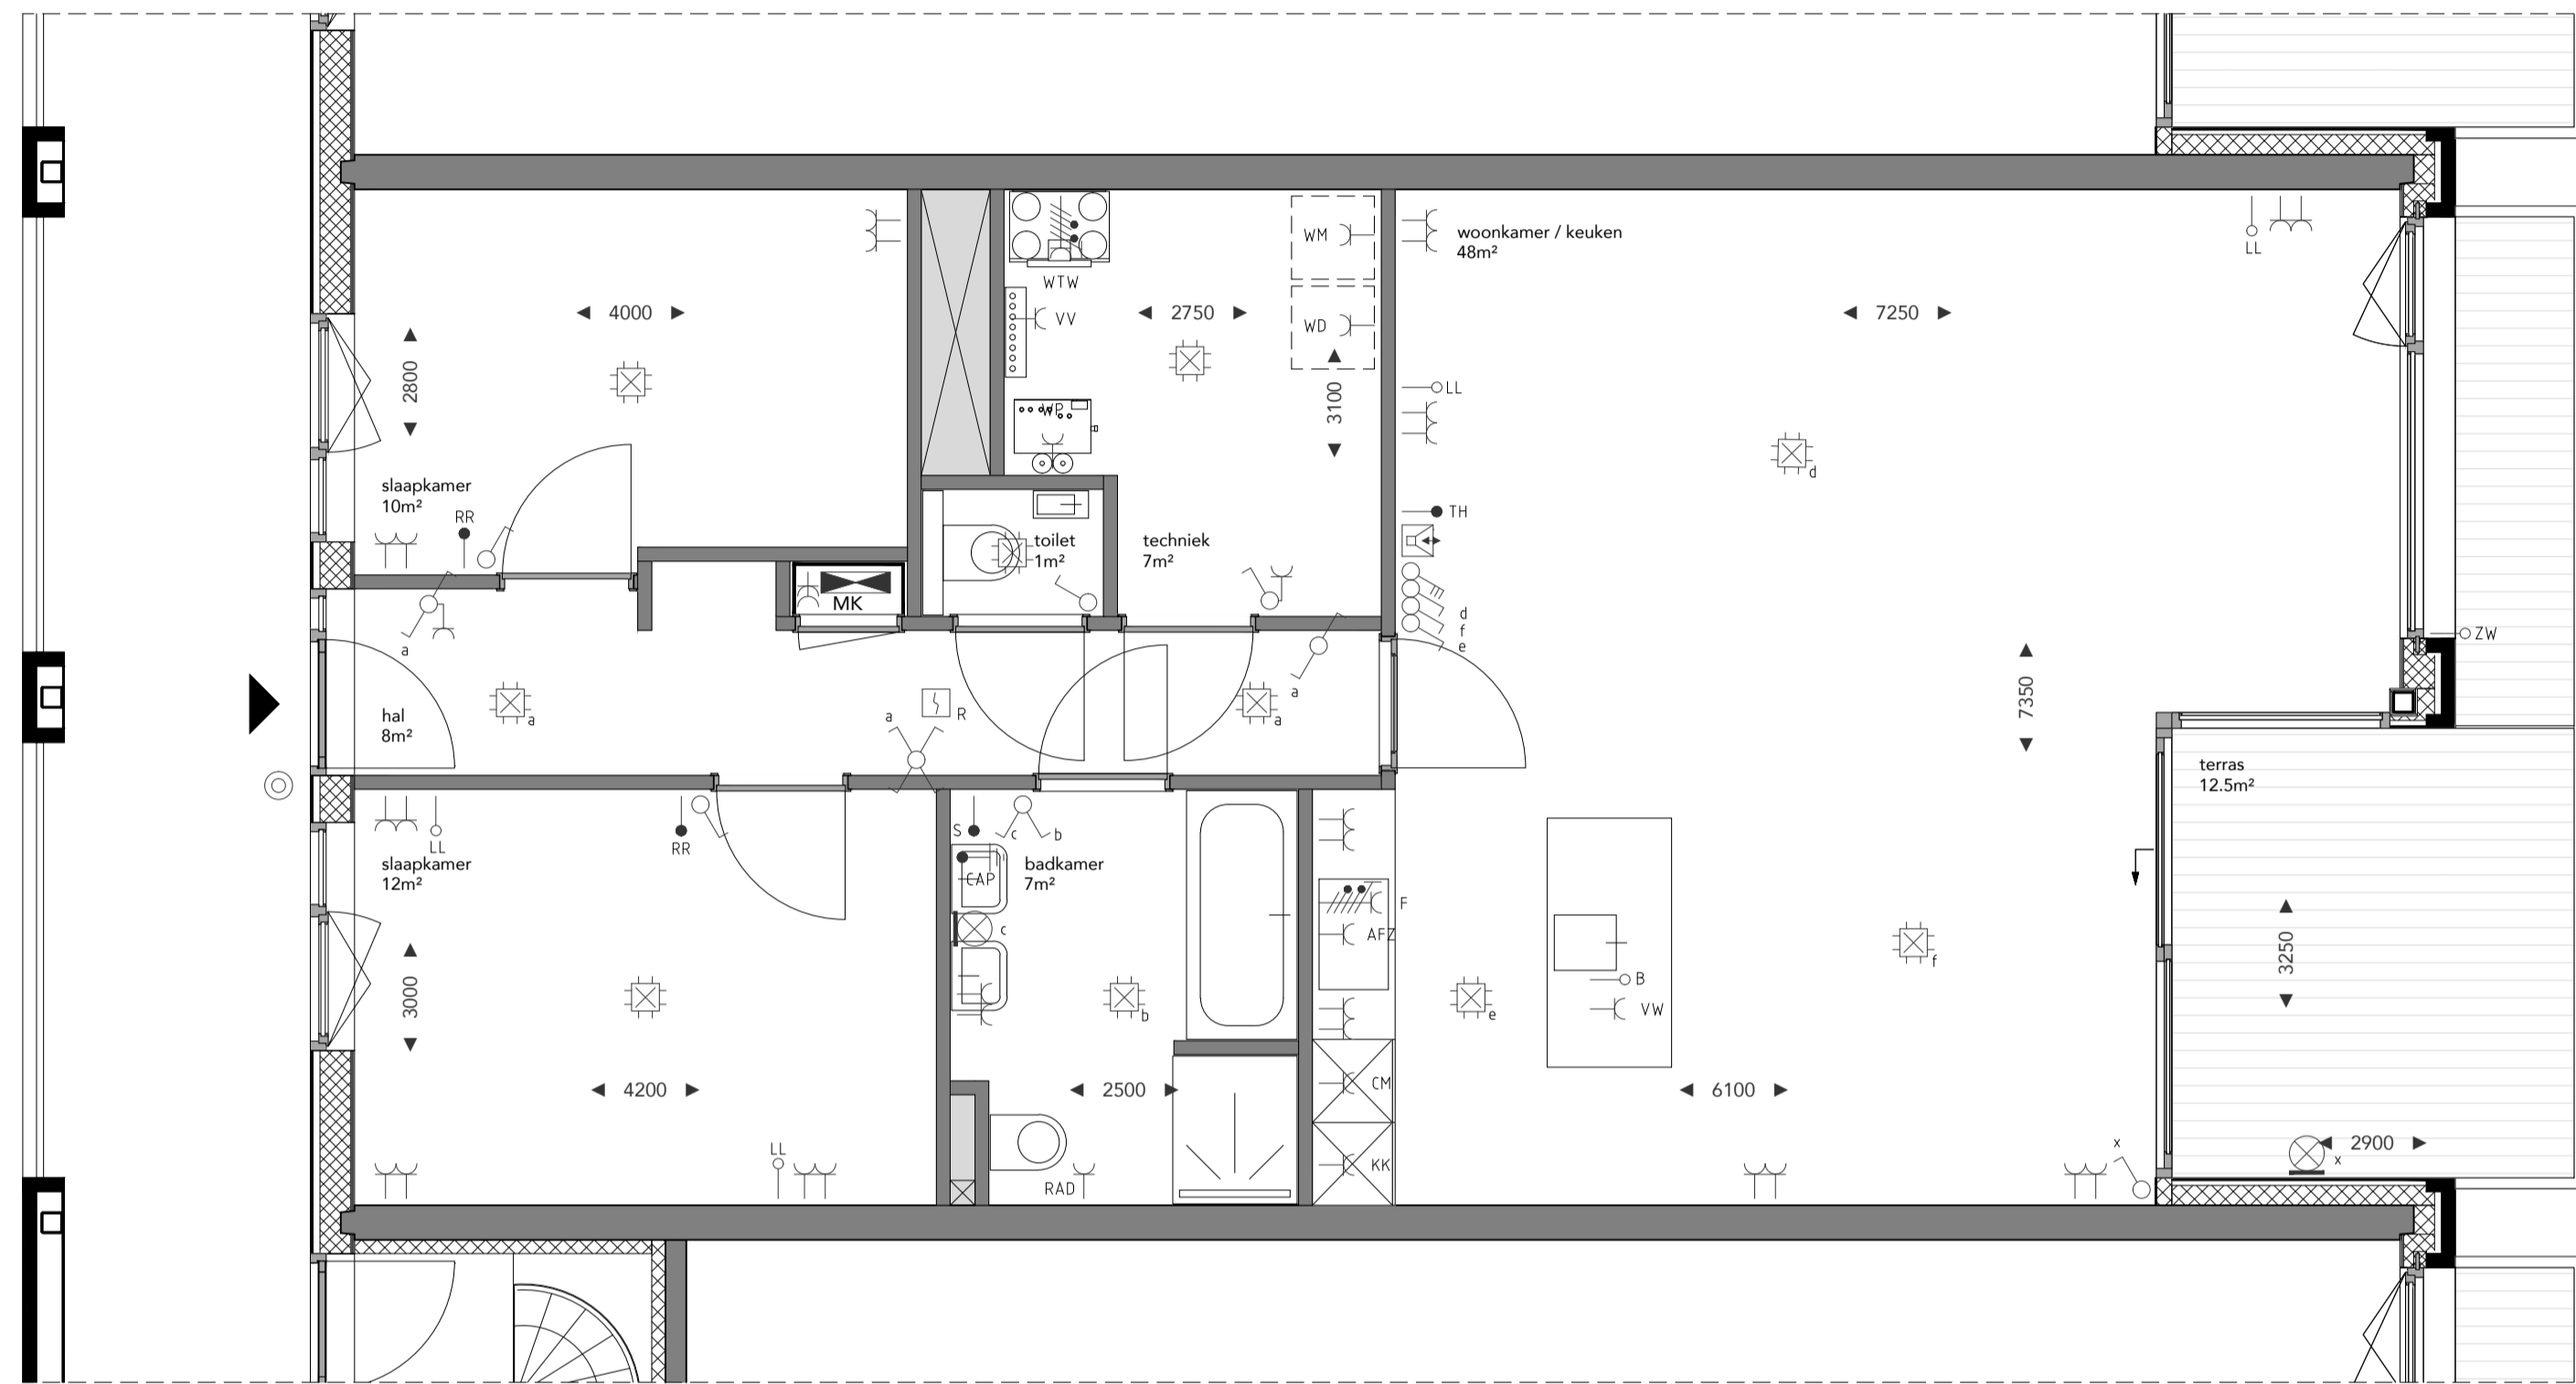 WM
woonkamer / keuken
48m²
LL
WTW
4000
VV
2750
WD
7250
2800
3100
LL
WP
d
slaapkamer
10m²
RR
TH
toilet
1m²
techniek
7m²
MK
d
f
e
a
ZW
a
hal
8m²
a
a
R
a
7350
terras
12.5m²
LL
RR
S
c
b
slaapkamer
12m²
badkamer
7m²
CAP
F
c
AFZ
3250
f
B
3000
b
e
VW
CM
4200
2500
6100
LL
x
2900
x
KK
RAD